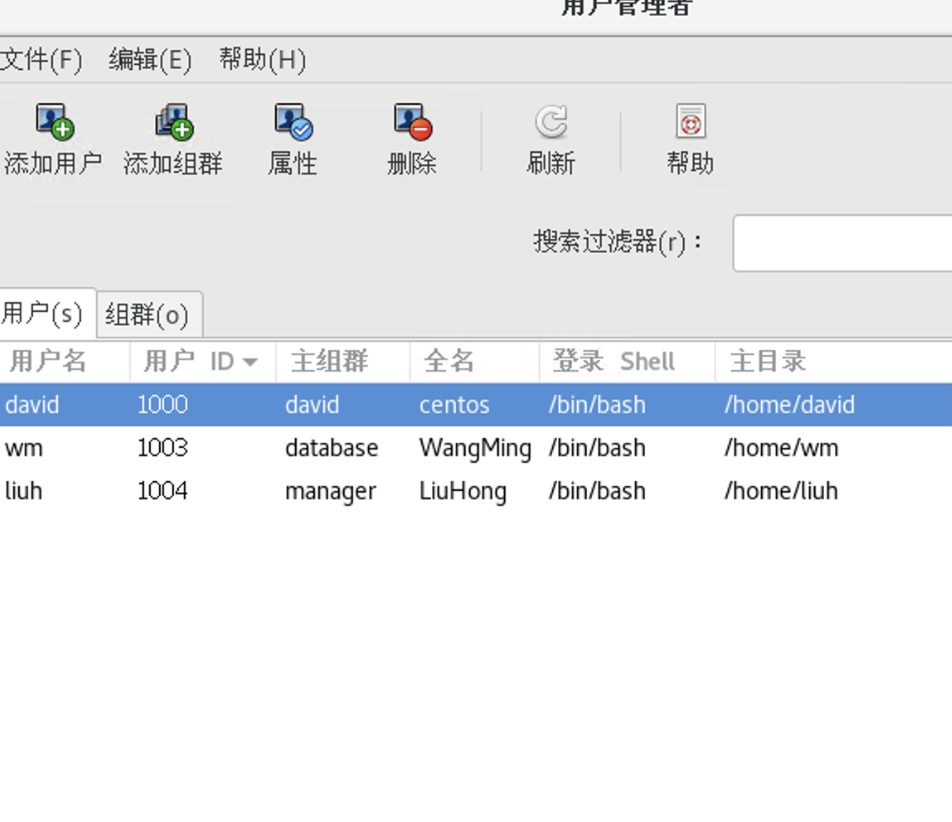 用户管理者
文件(F) 编辑(E) 帮助(H)
添加用户 添加组群 属性 删除 刷新 帮助
搜索过滤器(r)：
用户(s) 组群(o)
用户名 用户 ID 主组群 全名 登录 Shell 主目录
david 1000 david centos /bin/bash /home/david
wm 1003 database WangMing /bin/bash /home/wm
liuh 1004 manager LiuHong /bin/bash /home/liuh